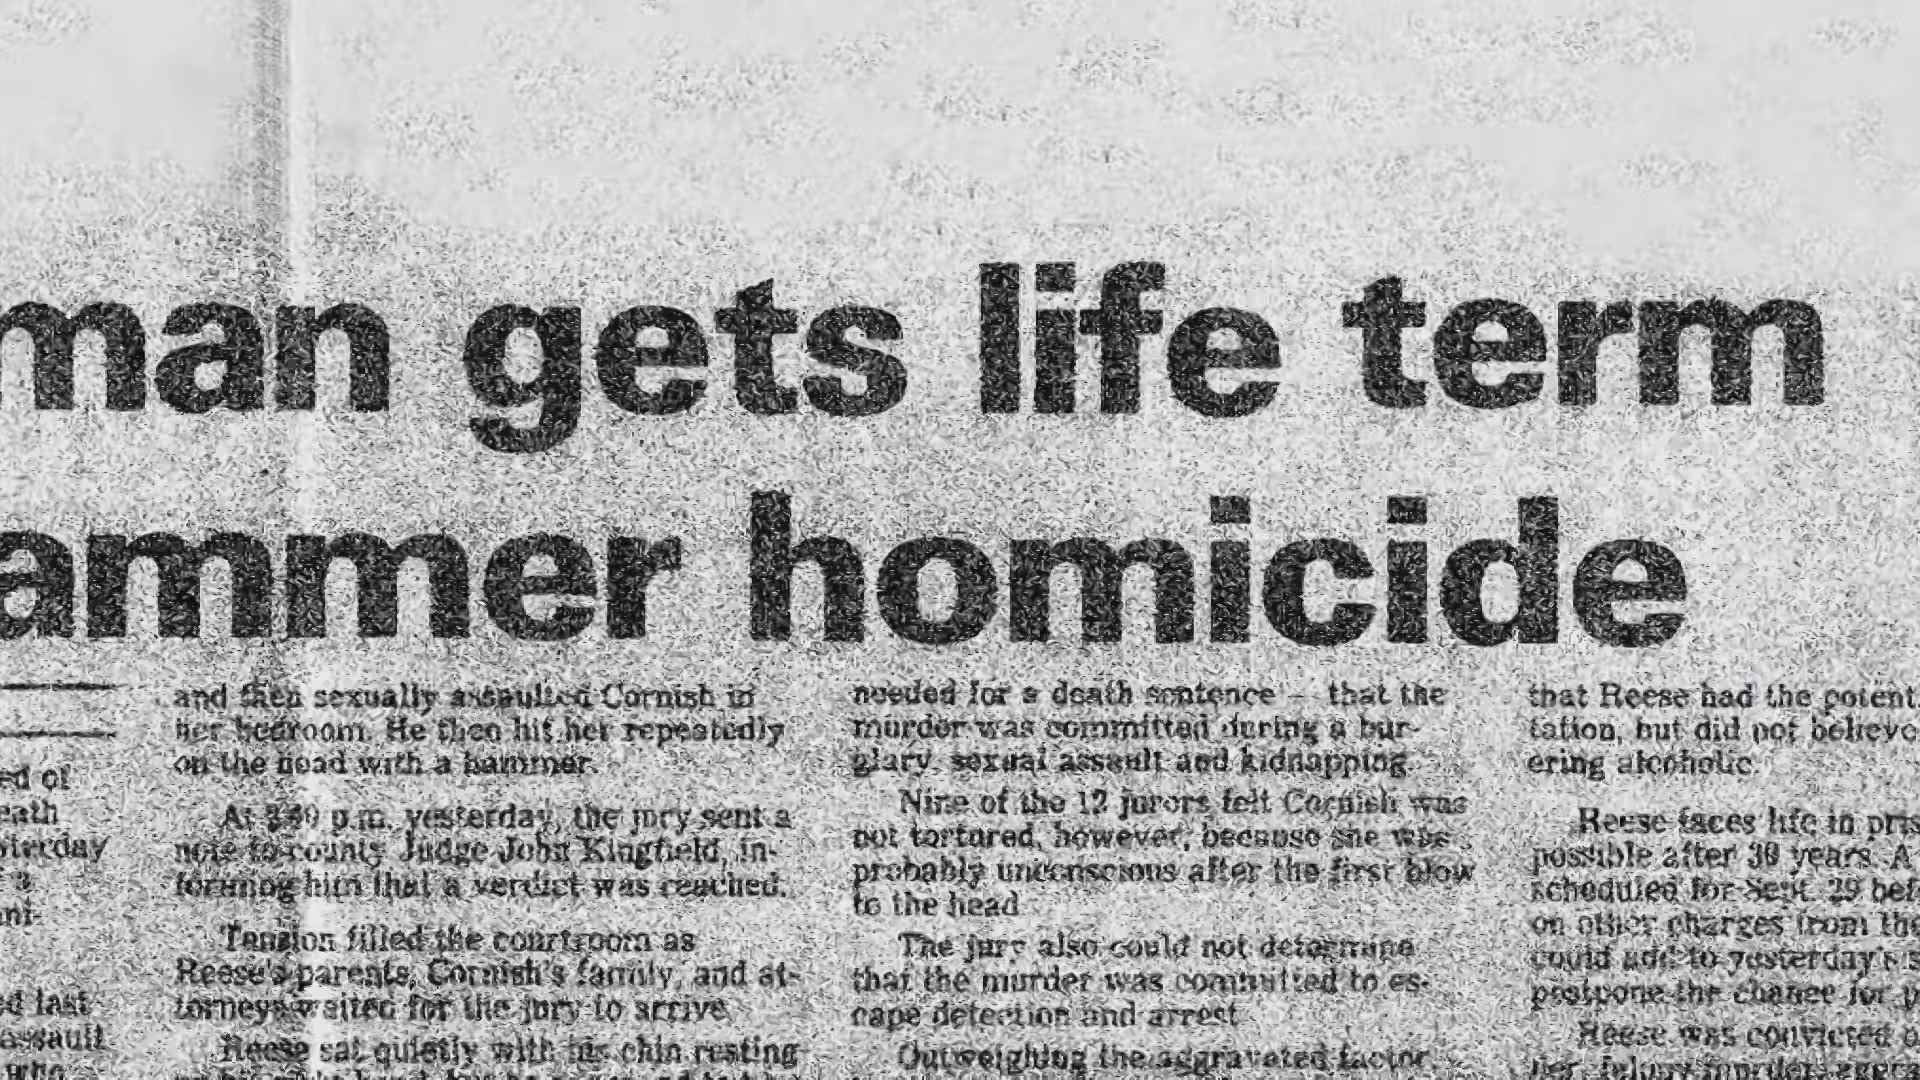 man gets life term
ammer homicide
ed of
eath
sterday
ed last
assault
who
and then sexually assaulted Cornish in
her bedroom. He then hit her repeatedly
on the head with a hammer.
At p.m. yesterday, the jury sent a
note to county Judge John Kingfield, in-
forming him that a verdict was reached.
Tension filled the courtroom as
Reese's parents, Cornish's family, and at-
torneys waited for the jury to arrive.
Reese sat quietly with his chin resting
needed for a death sentence — that the
murder was committed during a bur-
glary, sexual assault and kidnapping.
Nine of the 12 jurors felt Cornish was
not tortured, however, because she was
probably unconscious after the first blow
to the head.
The jury also could not determine
that the murder was committed to es-
cape detection and arrest.
Outweighing the aggravated factor
that Reese had the potent
tation, but did not believe
ering alcoholic.
Reese faces life in pris
possible after 30 years. A
scheduled for Sept. 29 bef
on other charges from the
could add to yesterday's s
postpone the chance for p
Reese was convicted o